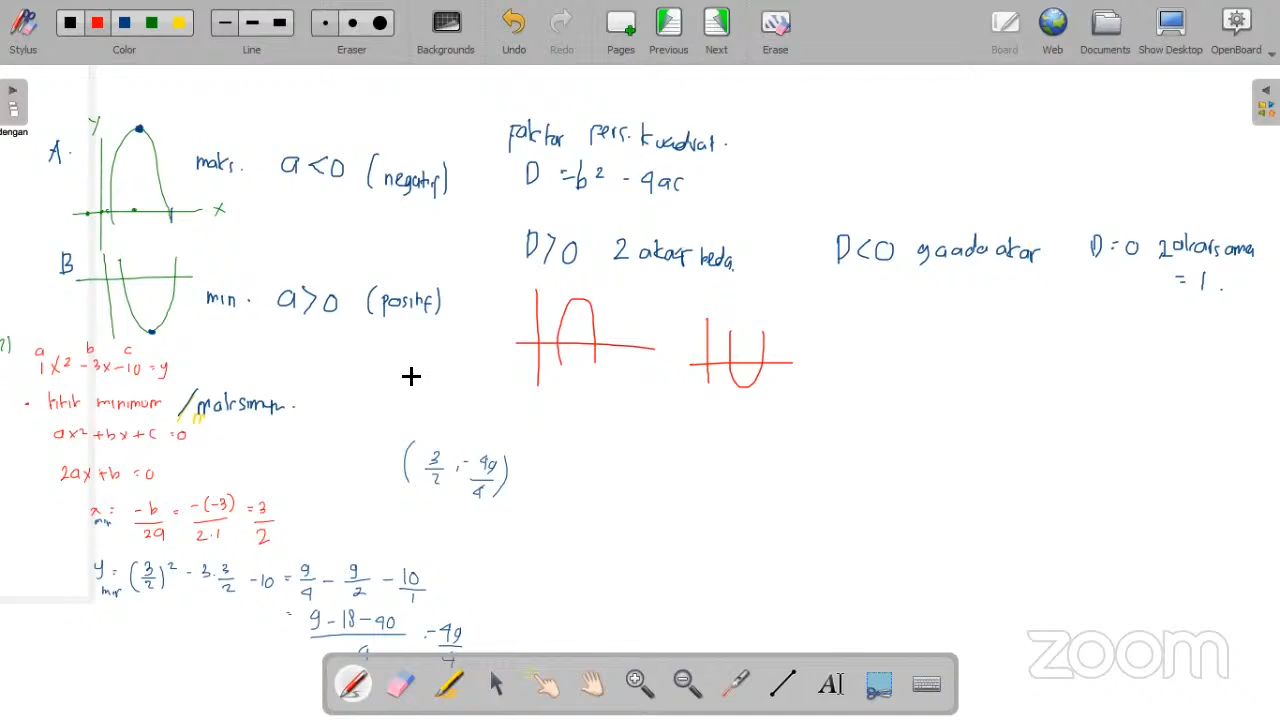 Stylus
Color
Line
Eraser
Backgrounds
Undo
Redo
Pages
Previous
Next
Erase
Board
Web
Documents
Show Desktop
OpenBoard
dengan
A.
y
x
maks. a < 0 (negatif)
B
min. a > 0 (positif)
faktor pers. kuadrat.
D = b² - 4ac
D > 0 2 akar beda.
D < 0 gaada akar
D = 0 2 akar sama
= 1.
a b c
1x² - 3x - 10 = y
- titik minimum / maksimum.
ax² + bx + c = 0
2ax + b = 0
x min = -b/2a = -(-3)/2.1 = 3/2
y min = (3/2)² - 3.3/2 - 10 = 9/4 - 9/2 - 10/1
= 9 - 18 - 40/4 = -49/4
(3/2, -49/4)
zoom